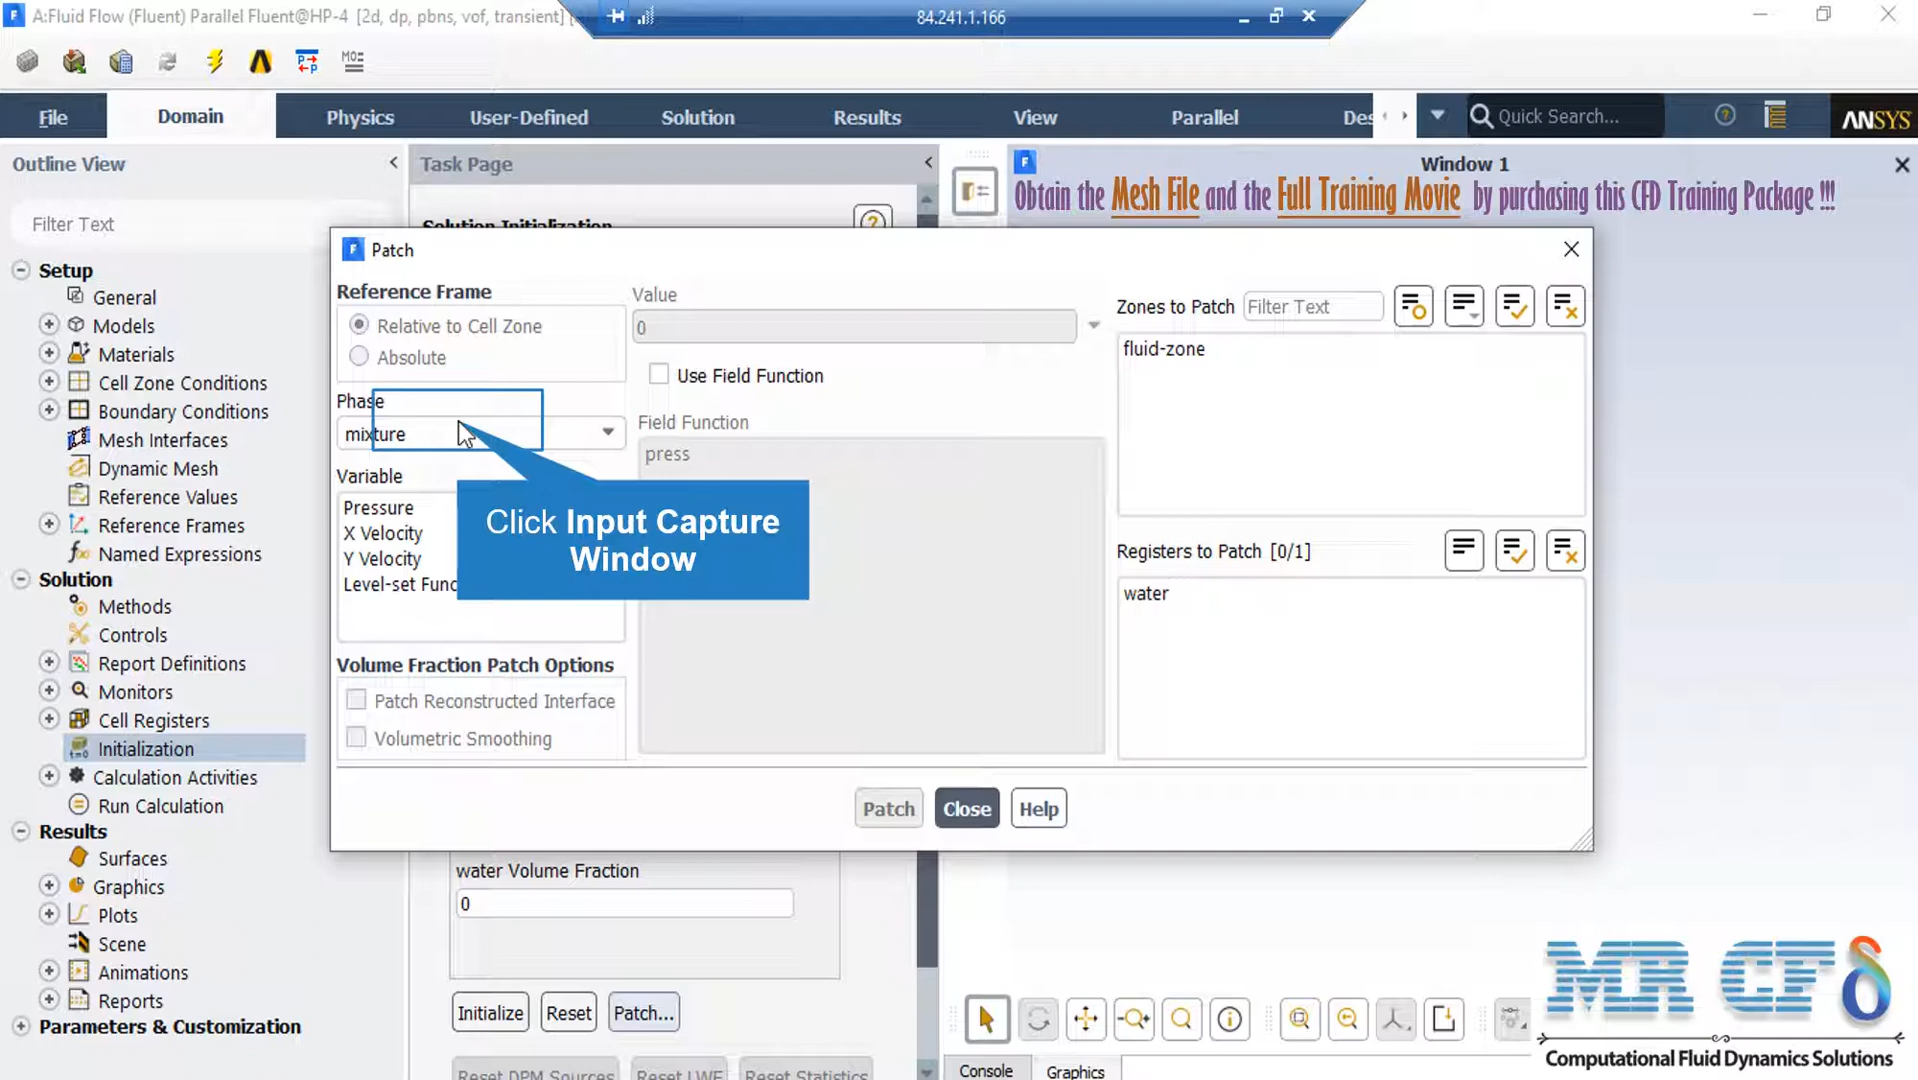 A:Fluid Flow (Fluent) Parallel Fluent@HP-4 [2d, dp, pbns, vof, transient]
84.241.1.166
File
Domain
Physics
User-Defined
Solution
Results
View
Parallel
Quick Search...
ANSYS
Outline View
Task Page
Window 1
Obtain the Mesh File and the Full Training Movie by purchasing this CFD Training Package !!!
Filter Text
Solution Initialization
Setup
General
Models
Materials
Cell Zone Conditions
Boundary Conditions
Mesh Interfaces
Dynamic Mesh
Reference Values
Reference Frames
Named Expressions
Solution
Methods
Controls
Report Definitions
Monitors
Cell Registers
Initialization
Calculation Activities
Run Calculation
Results
Surfaces
Graphics
Plots
Scene
Animations
Reports
Parameters & Customization
Patch
Reference Frame
Relative to Cell Zone
Absolute
Phase
mixture
Variable
Pressure
X Velocity
Y Velocity
Level-set Func
Volume Fraction Patch Options
Patch Reconstructed Interface
Volumetric Smoothing
Value
0
Use Field Function
Field Function
press
Click Input Capture
Window
Zones to Patch
Filter Text
fluid-zone
Registers to Patch [0/1]
water
Patch
Close
Help
water Volume Fraction
0
Initialize
Reset
Patch...
Reset DPM Sources
Reset LWF
Reset Statistics
Console
Graphics
MR CFD
Computational Fluid Dynamics Solutions